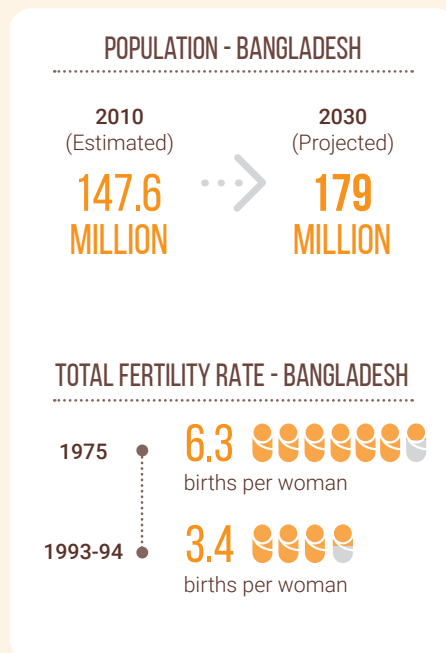 POPULATION - BANGLADESH
2010
(Estimated)
147.6
MILLION
2030
(Projected)
179
MILLION
TOTAL FERTILITY RATE - BANGLADESH
1975
6.3
births per woman
1993-94
3.4
births per woman